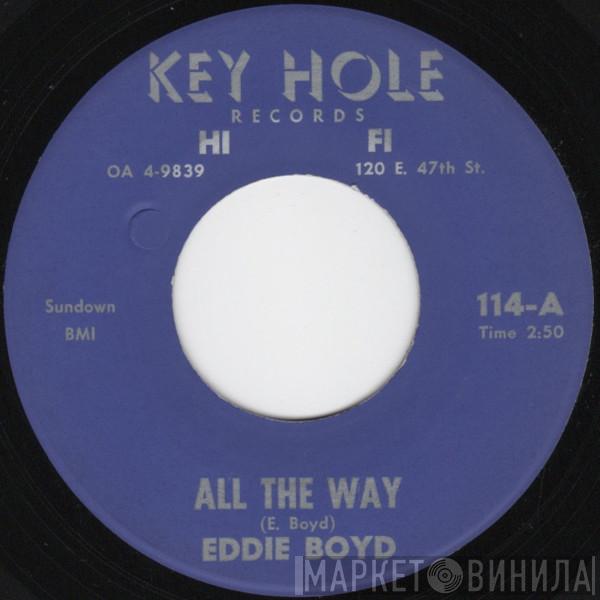 KEY HOLE
RECORDS
HI FI
OA 4-9839 120 E. 47th St.
Sundown 114-A
BMI Time 2:50
ALL THE WAY
(E. Boyd)
EDDIE BOYD
МАРКЕТ ВИНИЛА